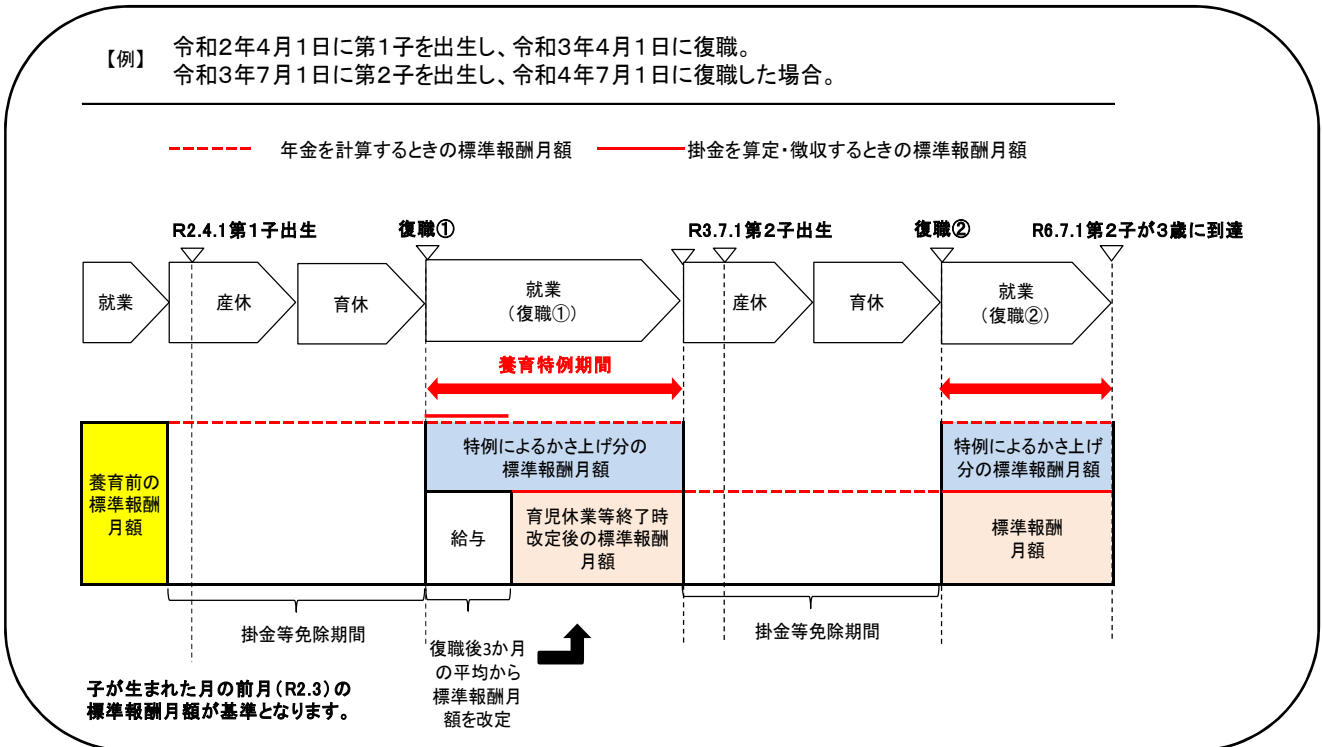 【例】
令和2年4月1日に第1子を出生し、令和3年4月1日に復職。
令和3年7月1日に第2子を出生し、令和4年7月1日に復職した場合。
年金を計算するときの標準報酬月額
掛金を算定・徴収するときの標準報酬月額
R2.4.1第1子出生
復職①
R3.7.1第2子出生
復職②
R6.7.1第2子が3歳に到達
就業
産休
育休
就業
(復職①)
産休
育休
就業
(復職②)
養育特例期間
養育前の
標準報酬
月額
特例によるかさ上げ分の
標準報酬月額
給与
育児休業等終了時
改定後の標準報酬
月額
特例によるかさ上げ
分の標準報酬月額
標準報酬
月額
掛金等免除期間
復職後3か月
の平均から
標準報酬月
額を改定
掛金等免除期間
子が生まれた月の前月(R2.3)の
標準報酬月額が基準となります。